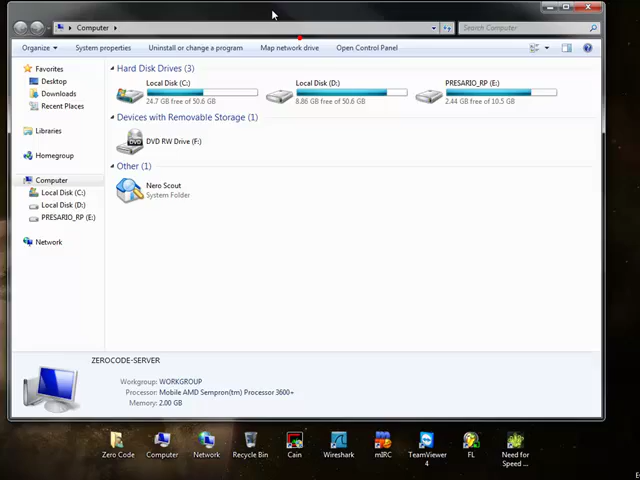 Computer
Search Computer
Organize
System properties
Uninstall or change a program
Map network drive
Open Control Panel
Favorites
Desktop
Downloads
Recent Places
Libraries
Homegroup
Computer
Local Disk (C:)
Local Disk (D:)
PRESARIO_RP (E:)
Network
Hard Disk Drives (3)
Local Disk (C:)
24.7 GB free of 50.6 GB
Local Disk (D:)
8.86 GB free of 50.6 GB
PRESARIO_RP (E:)
2.44 GB free of 10.5 GB
Devices with Removable Storage (1)
DVD
DVD RW Drive (F:)
Other (1)
Nero Scout
System Folder
ZEROCODE-SERVER
Workgroup: WORKGROUP
Processor: Mobile AMD Sempron(tm) Processor 3600+
Memory: 2.00 GB
Zero Code
Computer
Network
Recycle Bin
Cain
Wireshark
mIRC
TeamViewer 4
FL
Need for Speed ...